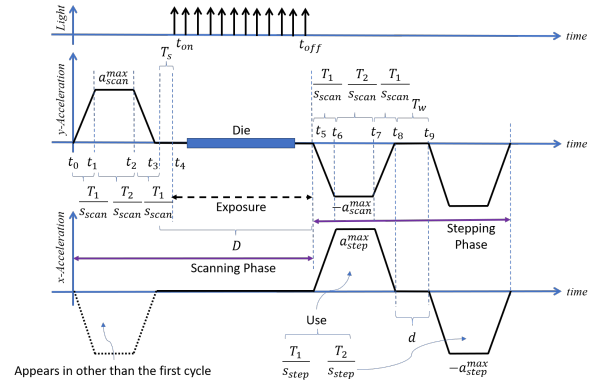 Light
t_on
t_off
time
T_s
y-Acceleration
a_scan^max
T_1/s_scan T_2/s_scan T_1/s_scan
T_w
Die
time
t_0 t_1 t_2 t_3 t_4
t_5 t_6 t_7 t_8 t_9
T_1/s_scan T_2/s_scan T_1/s_scan
Exposure
−a_scan^max
D
Stepping
Phase
x-Acceleration
Scanning Phase
a_step^max
time
Use
T_1/s_step T_2/s_step
d
−a_step^max
Appears in other than the first cycle